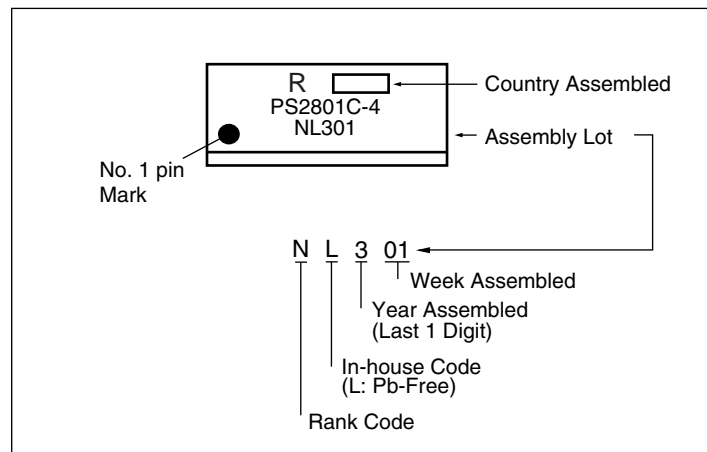 R
Country Assembled
PS2801C-4
NL301
Assembly Lot
No. 1 pin
Mark
N L 3 01
Week Assembled
Year Assembled
(Last 1 Digit)
In-house Code
(L: Pb-Free)
Rank Code